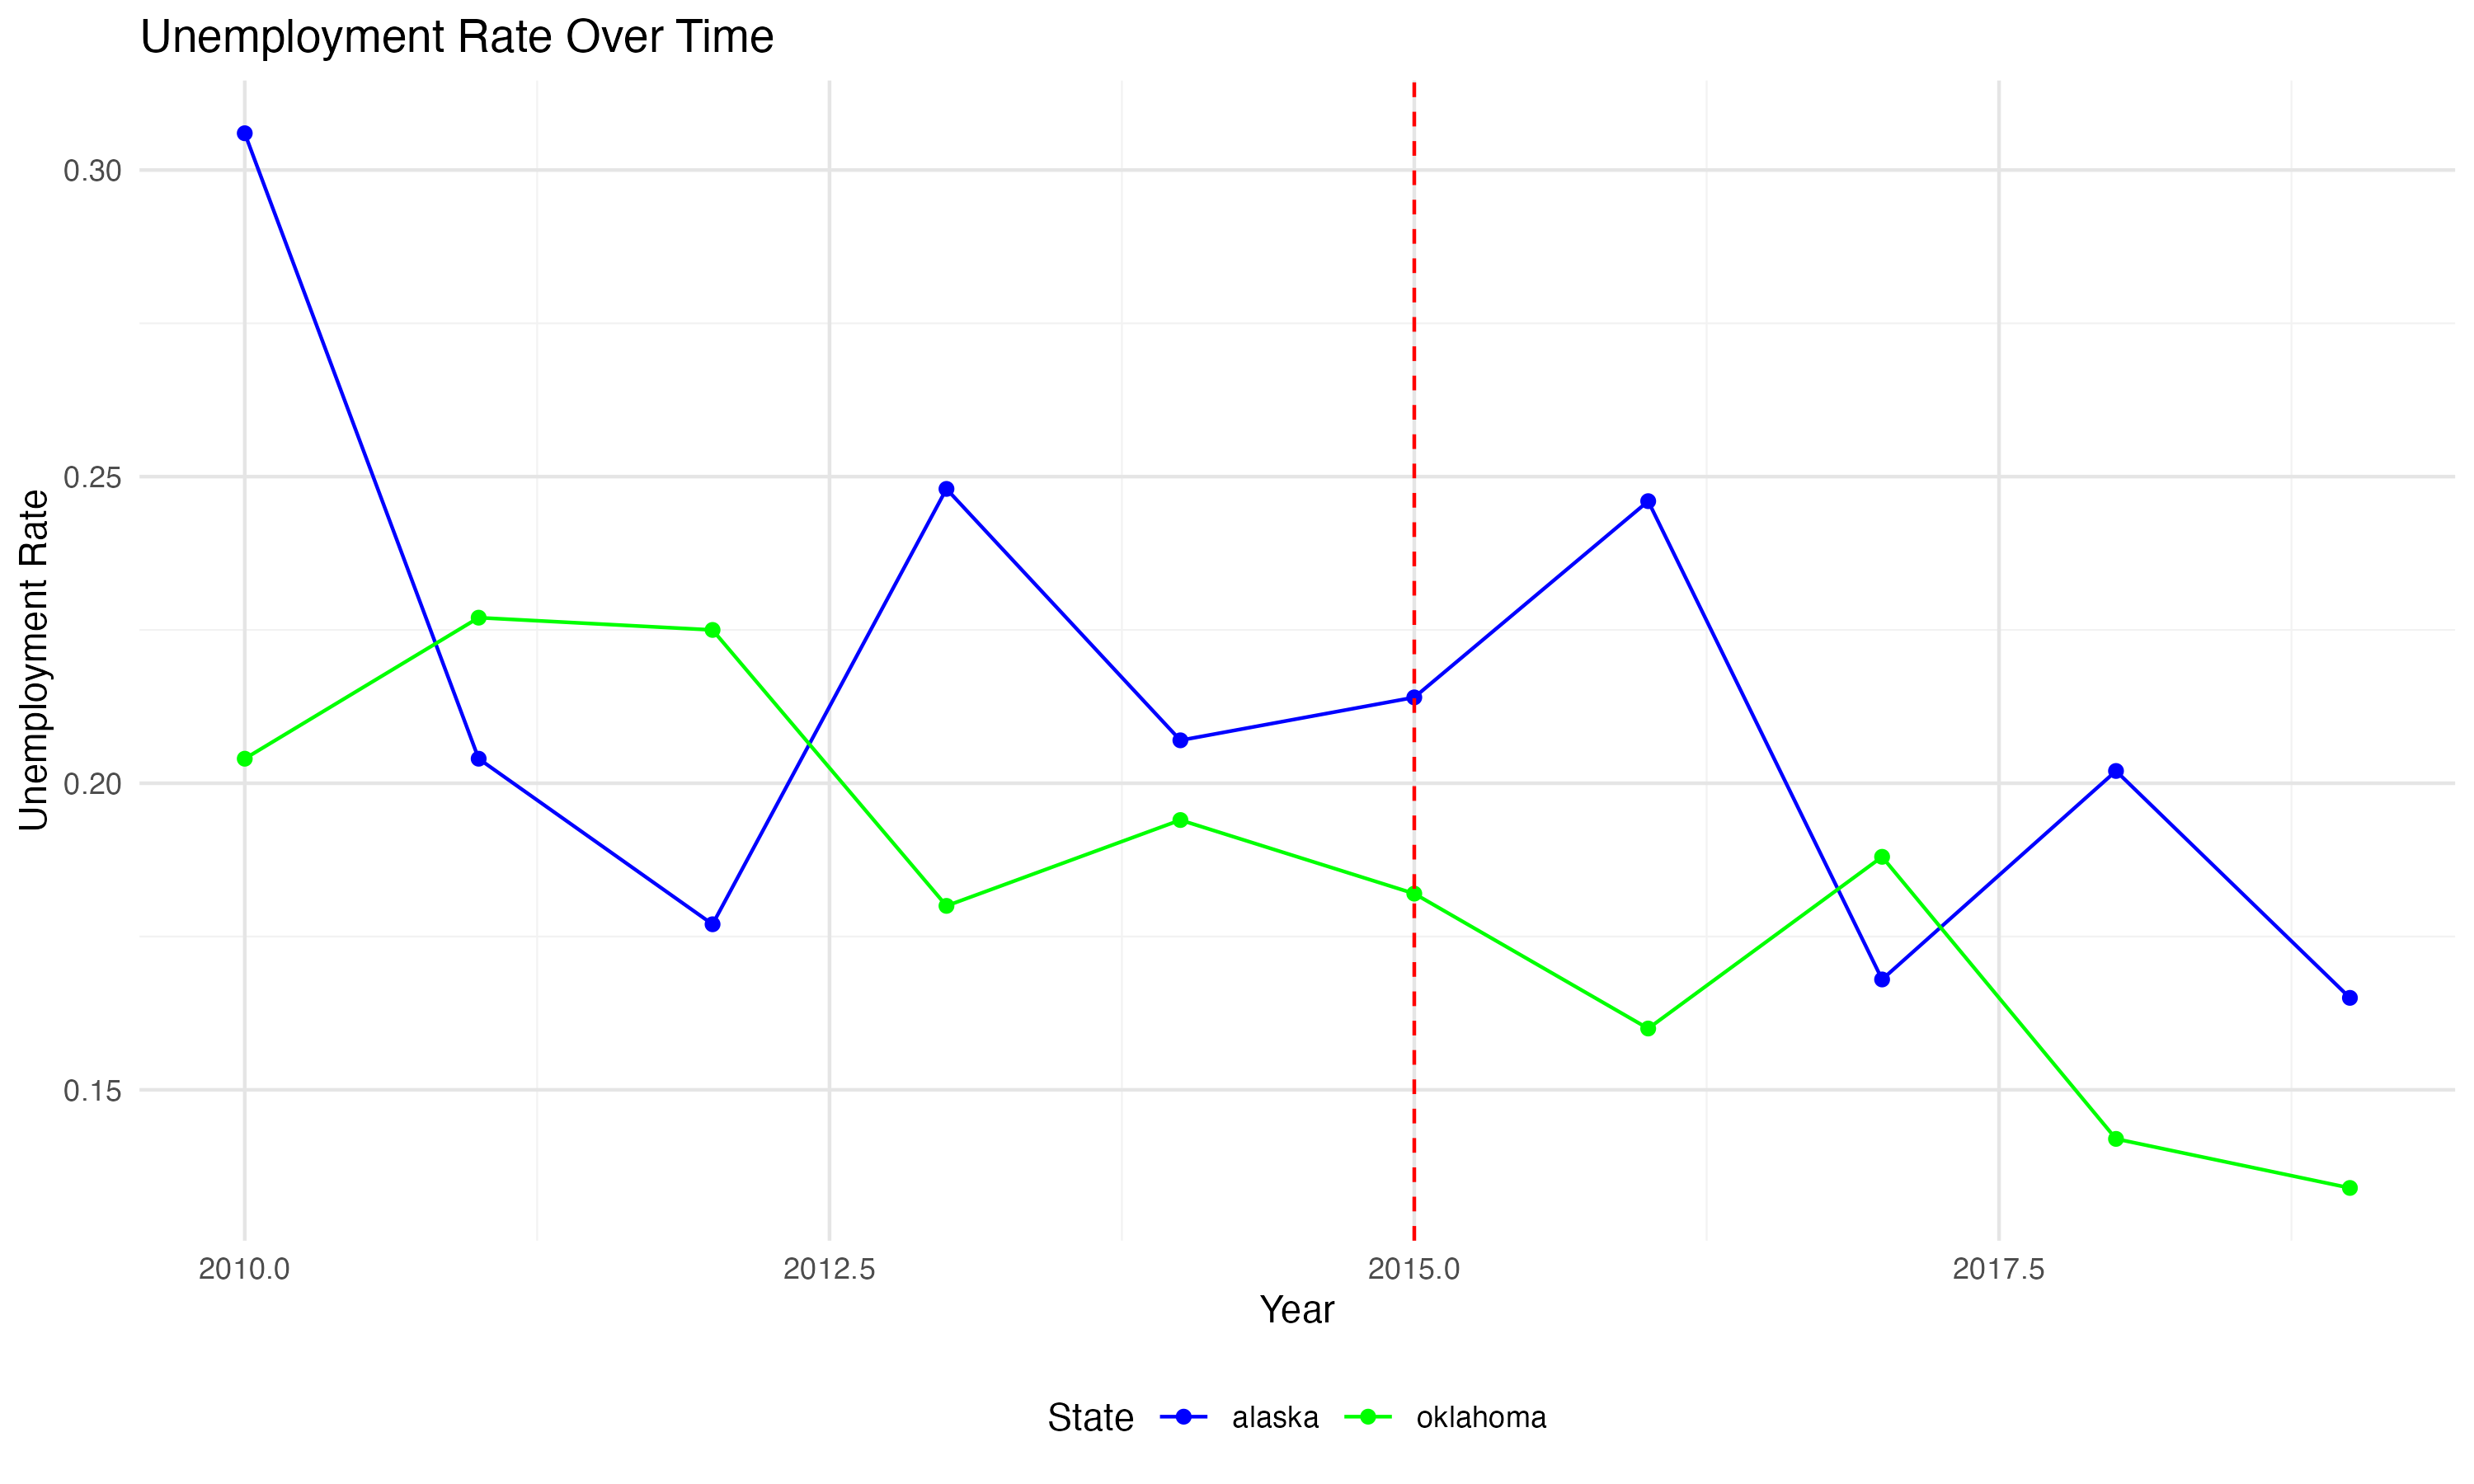 Unemployment Rate Over Time
Unemployment Rate
0.30
0.25
0.20
0.15
2010.0 2012.5 2015.0 2017.5
Year
State alaska oklahoma